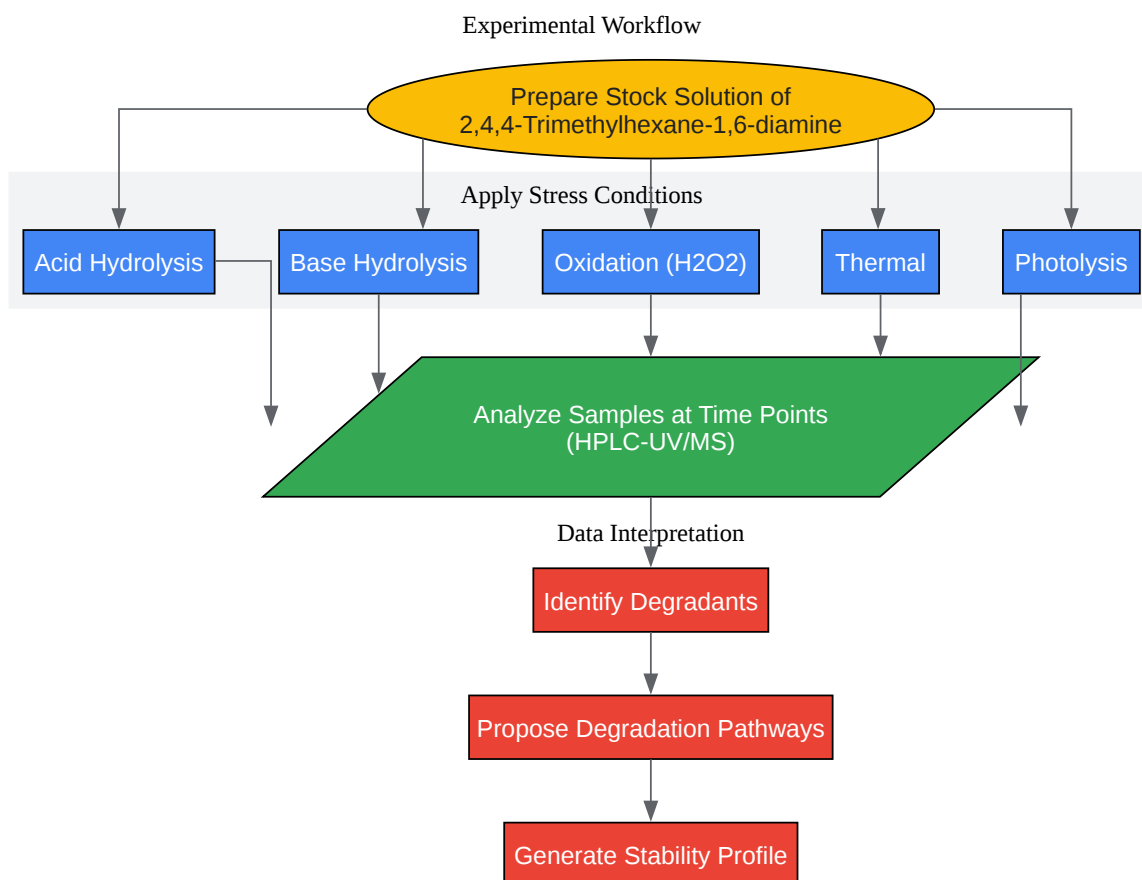 Experimental Workflow
Prepare Stock Solution of
2,4,4-Trimethylhexane-1,6-diamine
Apply Stress Conditions
Acid Hydrolysis
Base Hydrolysis
Oxidation (H2O2)
Thermal
Photolysis
Analyze Samples at Time Points
(HPLC-UV/MS)
Data Interpretation
Identify Degradants
Propose Degradation Pathways
Generate Stability Profile